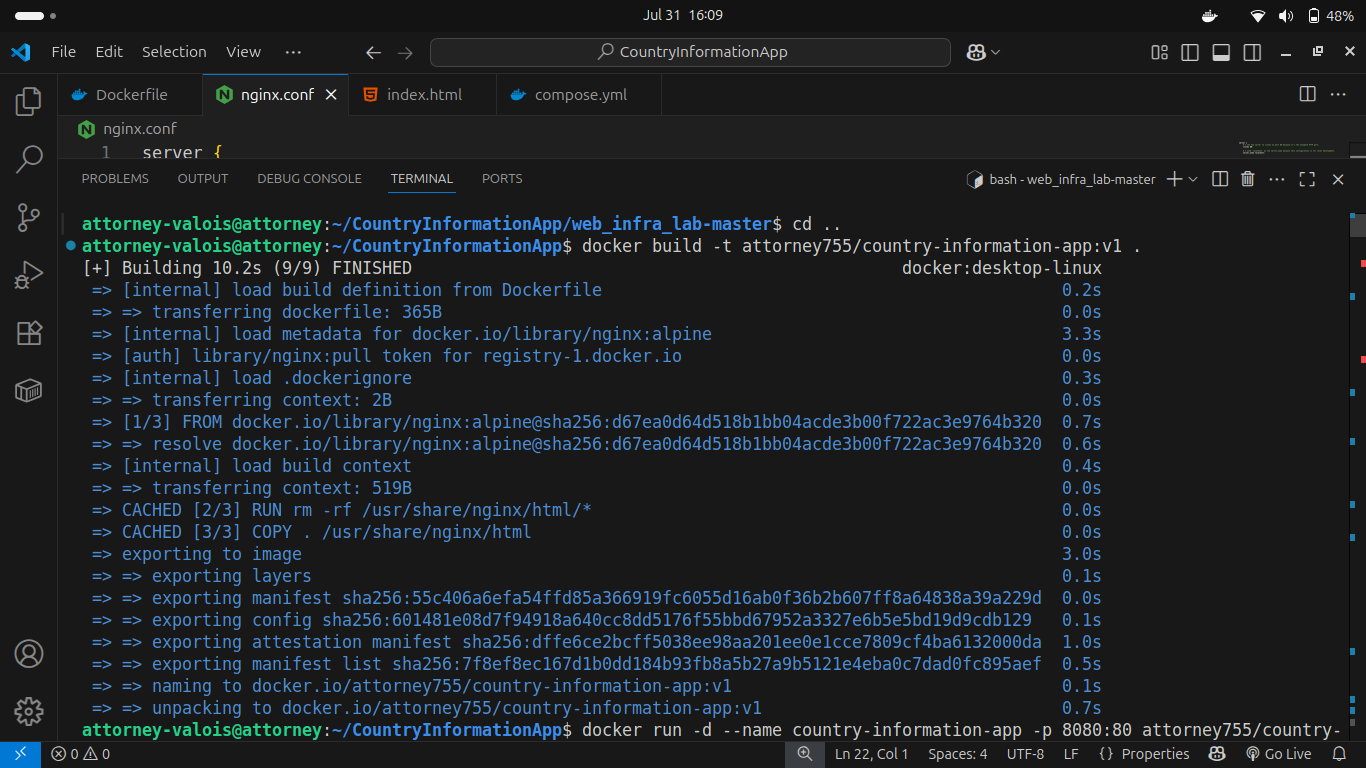 Jul 31 16:09
48%
File Edit Selection View ···
CountryInformationApp
Dockerfile
nginx.conf
index.html
compose.yml
nginx.conf
1 server {
PROBLEMS OUTPUT DEBUG CONSOLE TERMINAL PORTS
bash - web_infra_lab-master
attorney-valois@attorney:~/CountryInformationApp/web_infra_lab-master$ cd ..
attorney-valois@attorney:~/CountryInformationApp$ docker build -t attorney755/country-information-app:v1 .
[+] Building 10.2s (9/9) FINISHED docker:desktop-linux
=> [internal] load build definition from Dockerfile 0.2s
=> => transferring dockerfile: 365B 0.0s
=> [internal] load metadata for docker.io/library/nginx:alpine 3.3s
=> [auth] library/nginx:pull token for registry-1.docker.io 0.0s
=> [internal] load .dockerignore 0.3s
=> => transferring context: 2B 0.0s
=> [1/3] FROM docker.io/library/nginx:alpine@sha256:d67ea0d64d518b1bb04acde3b00f722ac3e9764b320 0.7s
=> => resolve docker.io/library/nginx:alpine@sha256:d67ea0d64d518b1bb04acde3b00f722ac3e9764b320 0.6s
=> [internal] load build context 0.4s
=> => transferring context: 519B 0.0s
=> CACHED [2/3] RUN rm -rf /usr/share/nginx/html/* 0.0s
=> CACHED [3/3] COPY . /usr/share/nginx/html 0.0s
=> exporting to image 3.0s
=> => exporting layers 0.1s
=> => exporting manifest sha256:55c406a6efa54ffd85a366919fc6055d16ab0f36b2b607ff8a64838a39a229d 0.0s
=> => exporting config sha256:601481e08d7f94918a640cc8dd5176f55bbd67952a3327e6b5e5bd19d9cdb129 0.1s
=> => exporting attestation manifest sha256:dffe6ce2bcff5038ee98aa201ee0e1cce7809cf4ba6132000da 1.0s
=> => exporting manifest list sha256:7f8ef8ec167d1b0dd184b93fb8a5b27a9b5121e4eba0c7dad0fc895aef 0.5s
=> => naming to docker.io/attorney755/country-information-app:v1 0.1s
=> => unpacking to docker.io/attorney755/country-information-app:v1 0.7s
attorney-valois@attorney:~/CountryInformationApp$ docker run -d --name country-information-app -p 8080:80 attorney755/country-
0 0 Ln 22, Col 1 Spaces: 4 UTF-8 LF {} Properties Go Live